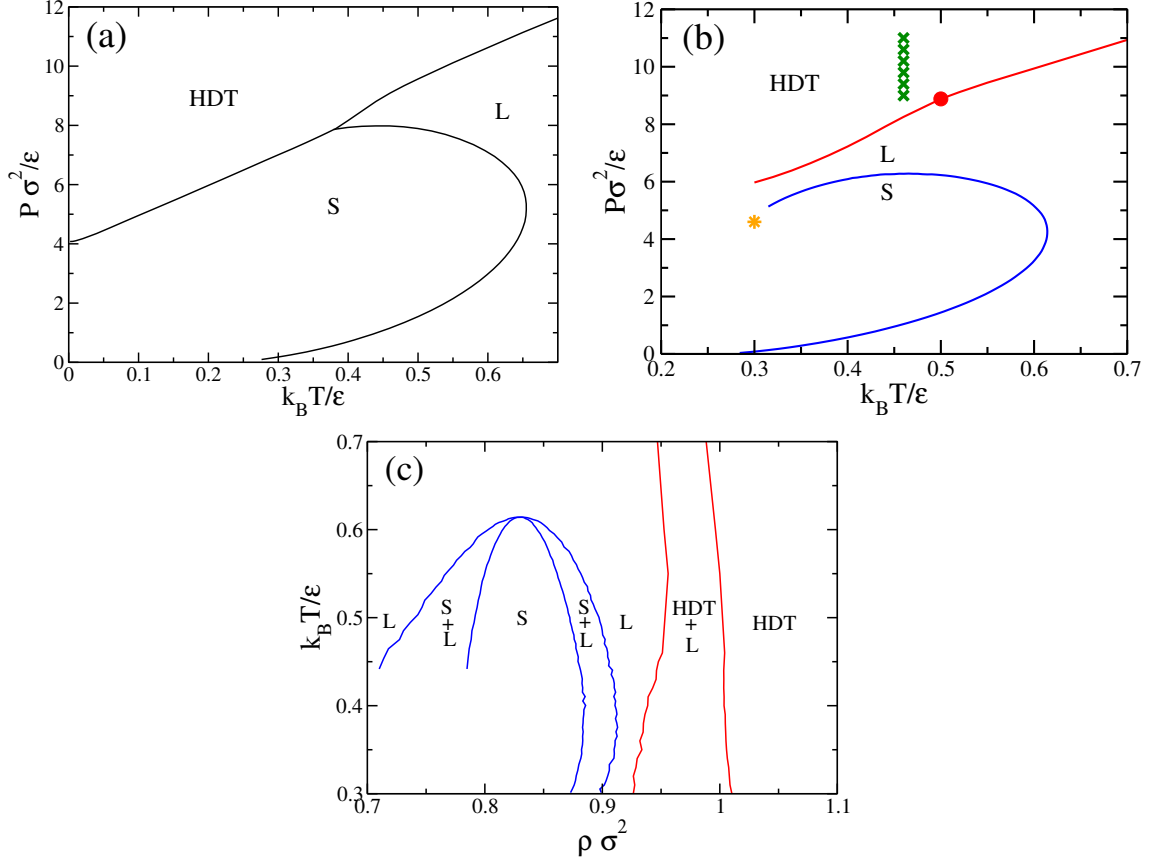 (a)
12
10
8
6
4
2
0
P σ²/ε
HDT
L
S
0 0.1 0.2 0.3 0.4 0.5 0.6
k_BT/ε
(b)
12
10
8
6
4
2
0
Pσ²/ε
HDT
L
S
0.2 0.3 0.4 0.5 0.6 0.7
k_BT/ε
(c)
0.7
0.6
0.5
0.4
0.3
k_BT/ε
L
S
+
L
S
S
+
L
L
HDT
+
L
HDT
0.7 0.8 0.9 1 1.1
ρ σ²